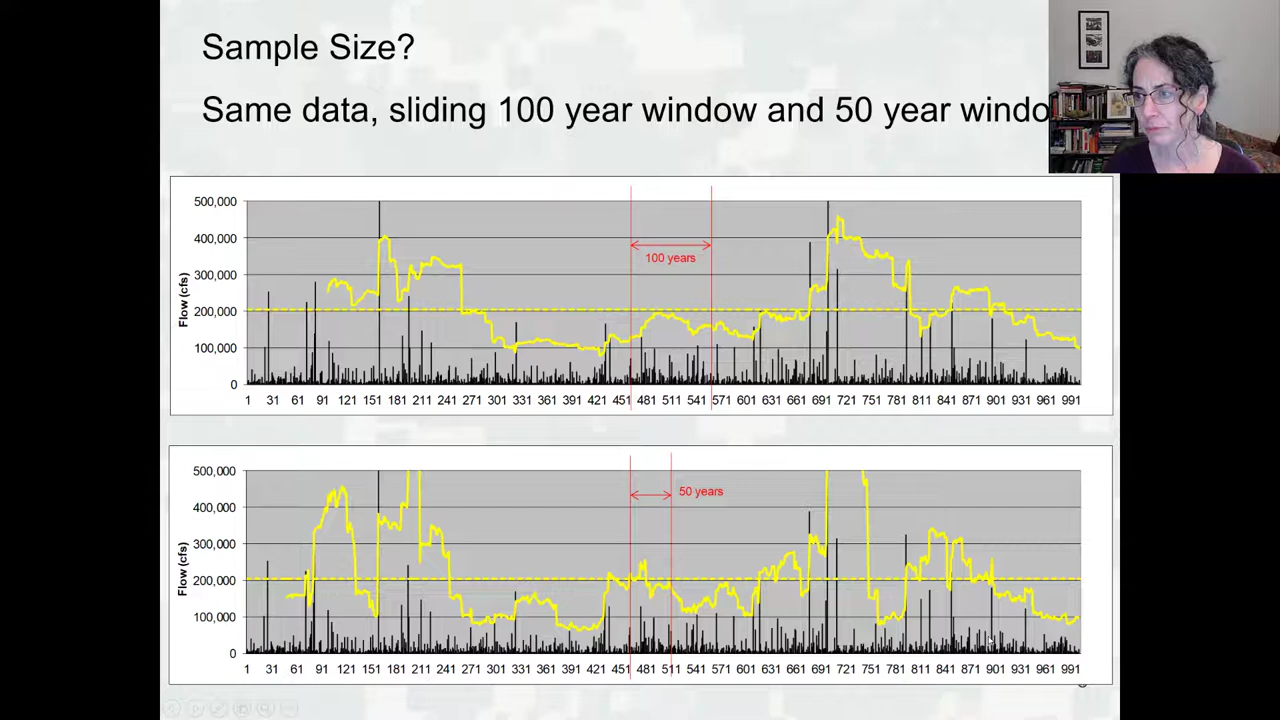 Sample Size?
Same data, sliding 100 year window and 50 year windo
500,000
400,000
300,000
200,000
100,000
0
Flow (cfs)
100 years
1 31 61 91 121 151 181 211 241 271 301 331 361 391 421 451 481 511 541 571 601 631 661 691 721 751 781 811 841 871 901 931 961 991
500,000
400,000
300,000
200,000
100,000
0
Flow (cfs)
50 years
1 31 61 91 121 151 181 211 241 271 301 331 361 391 421 451 481 511 541 571 601 631 661 691 721 751 781 811 841 871 901 931 961 991